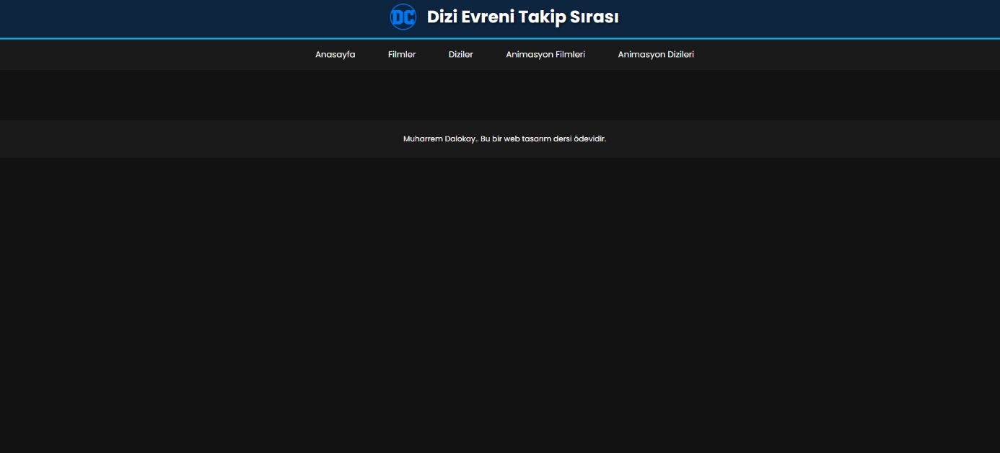 DC Dizi Evreni Takip Sırası
Anasayfa Filmler Diziler Animasyon Filmleri Animasyon Dizileri
Muharrem Dalokay.. Bu bir web tasarım dersi ödevidir.